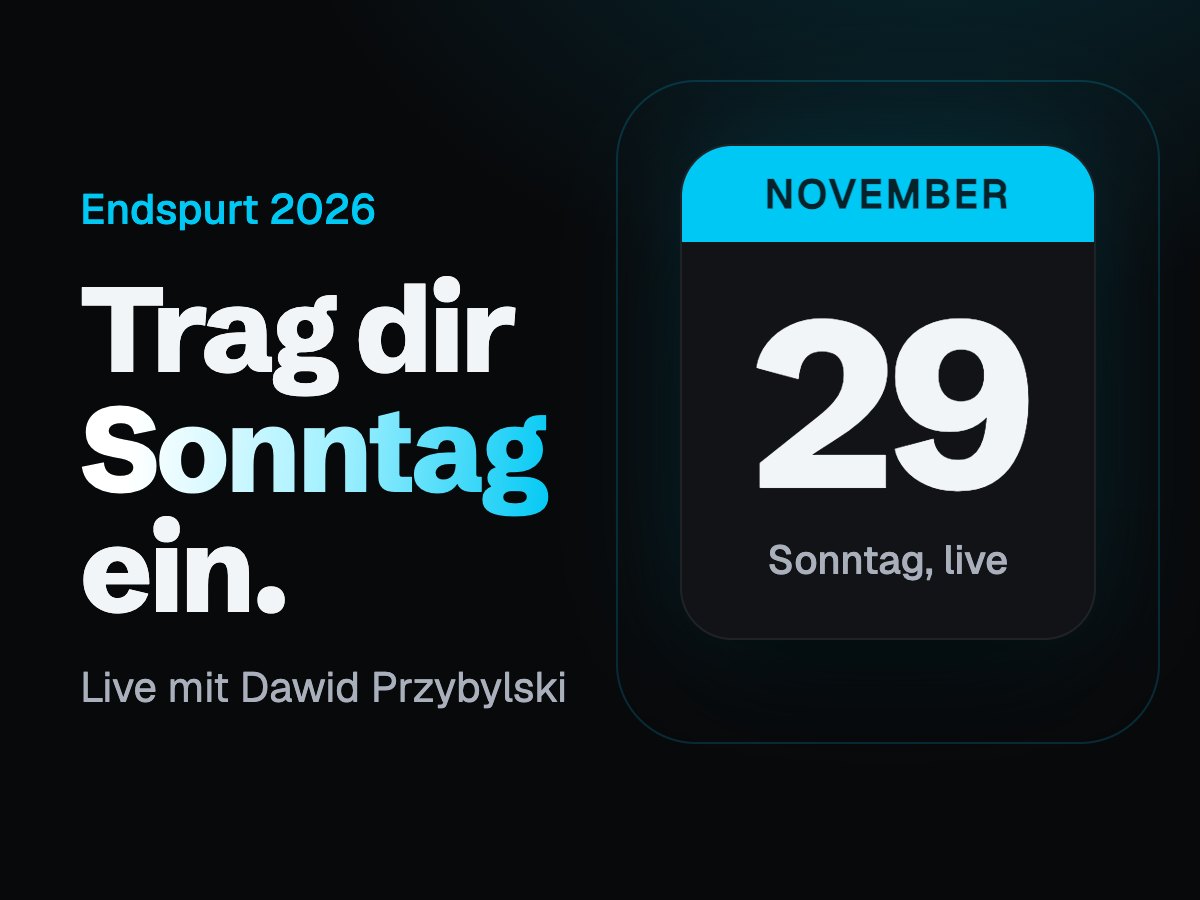 Endspurt 2026
Trag dir
Sonntag
ein.
Live mit Dawid Przybylski
NOVEMBER
29
Sonntag, live